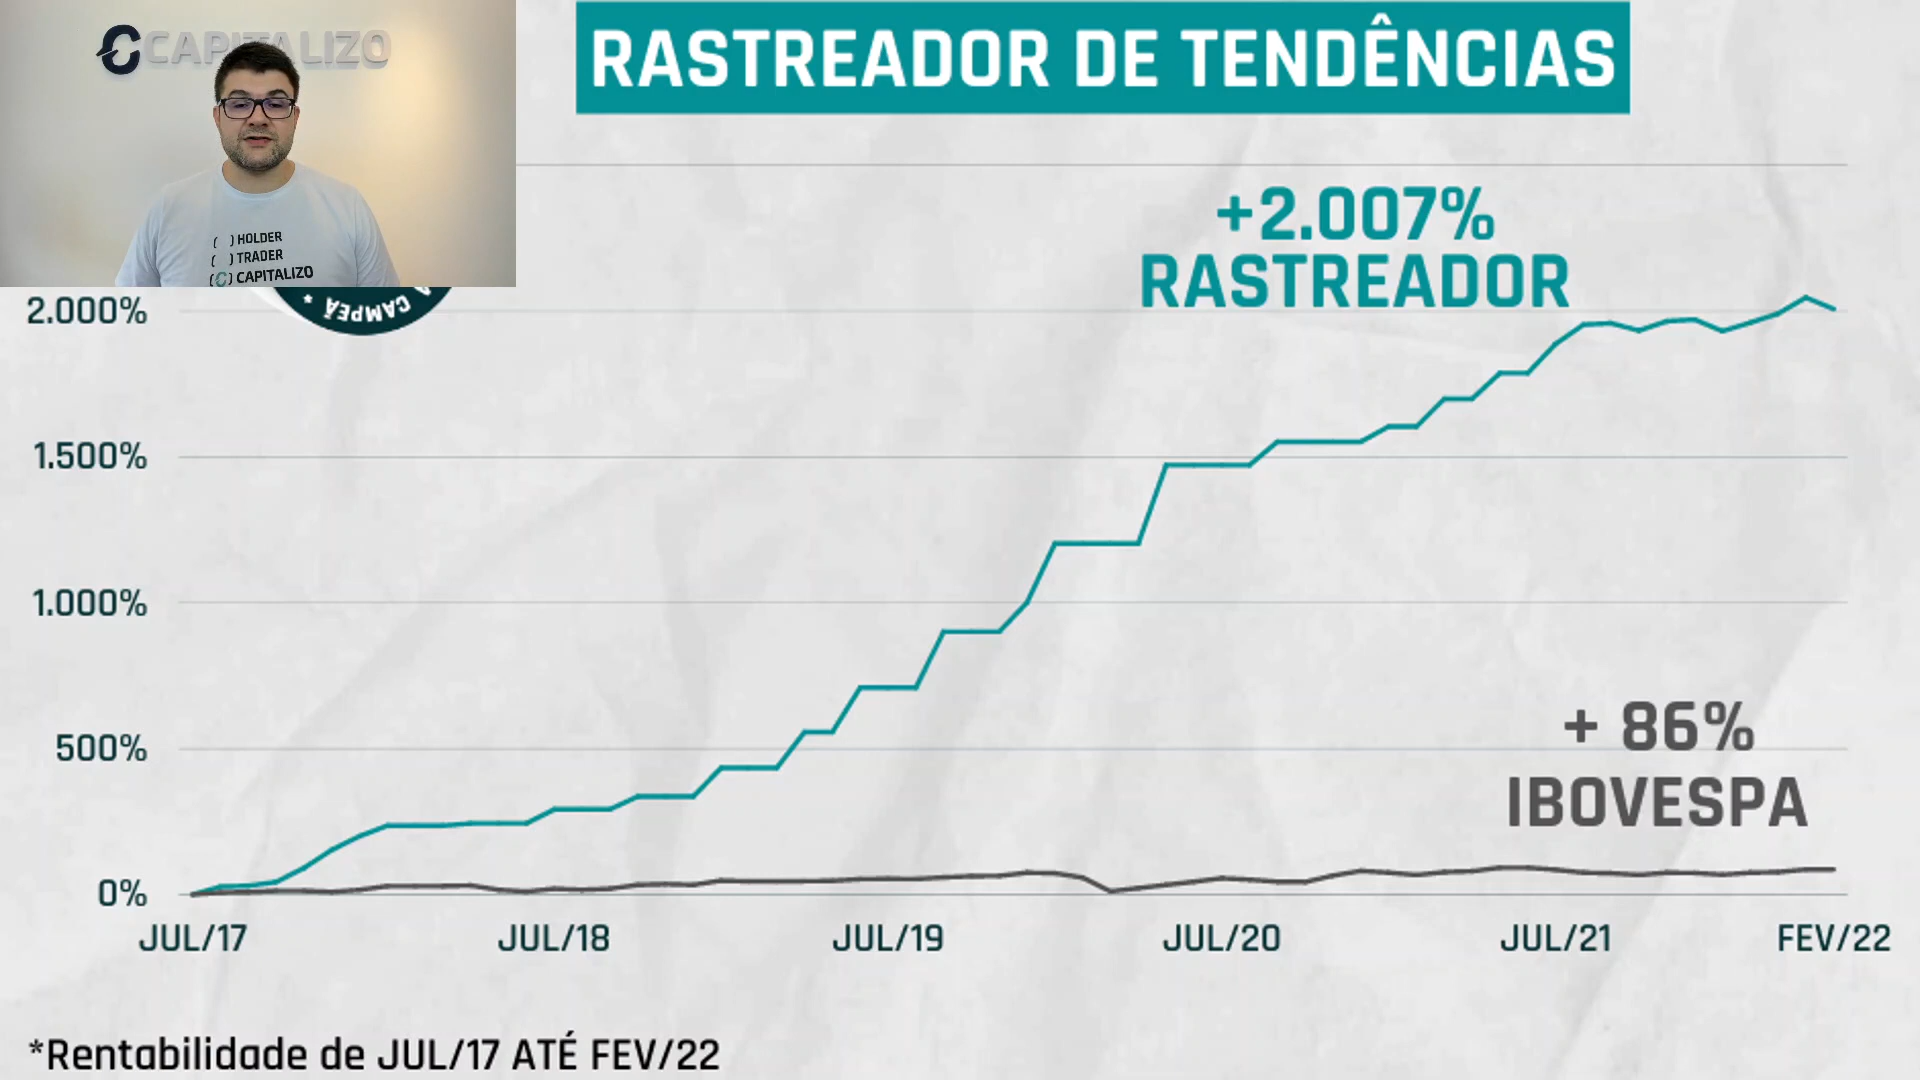 CAPITALIZO
( ) HOLDER
( ) TRADER
( ) CAPITALIZO
RASTREADOR DE TENDÊNCIAS
+2.007%
RASTREADOR
CAMPEÃ *
2.000%
1.500%
1.000%
500%
0%
+ 86%
IBOVESPA
JUL/17 JUL/18 JUL/19 JUL/20 JUL/21 FEV/22
*Rentabilidade de JUL/17 ATÉ FEV/22